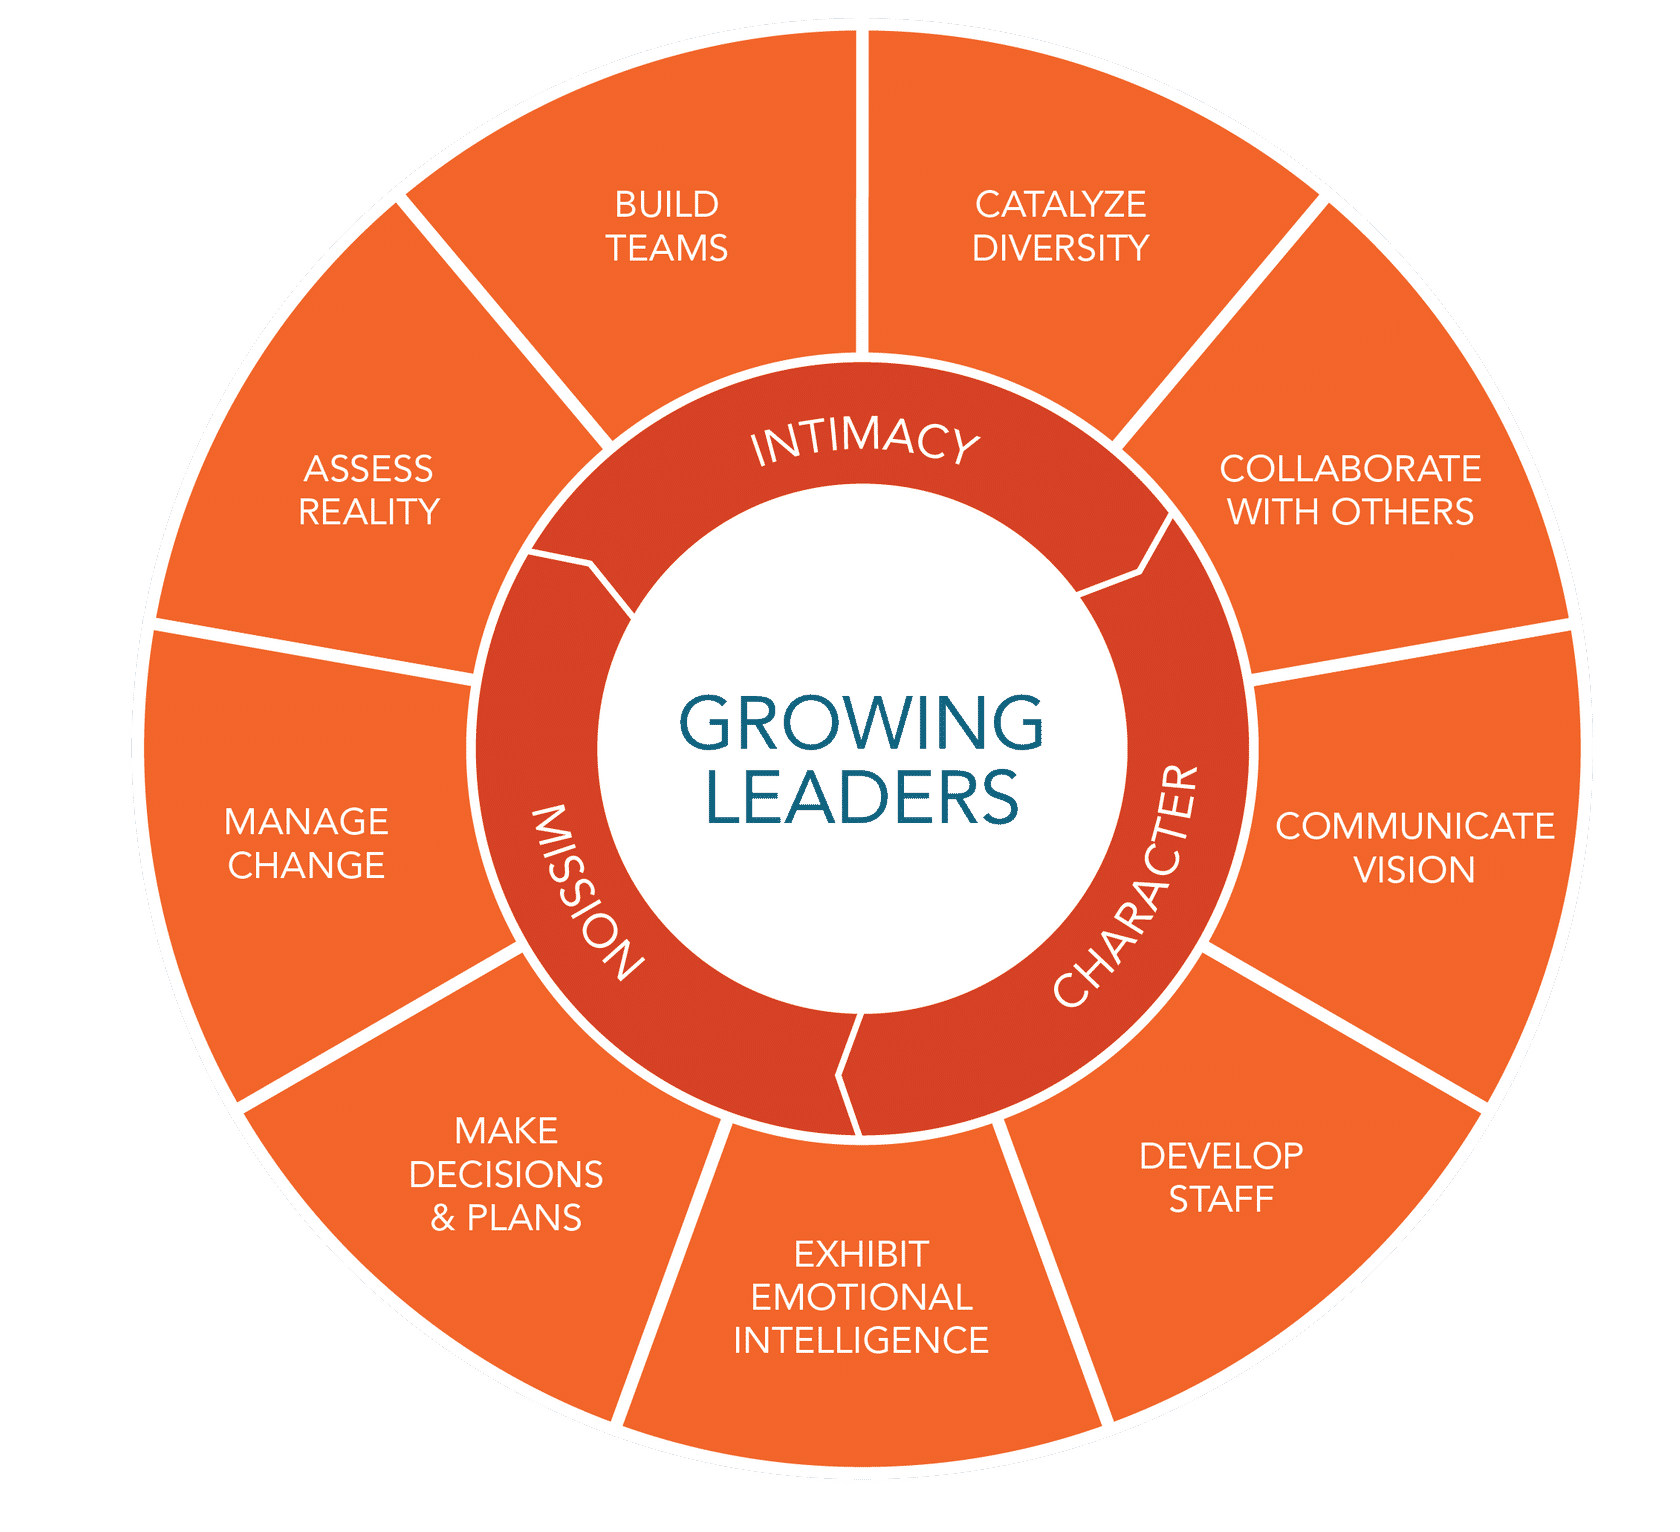 BUILD
TEAMS
CATALYZE
DIVERSITY
COLLABORATE
WITH OTHERS
COMMUNICATE
VISION
DEVELOP
STAFF
EXHIBIT
EMOTIONAL
INTELLIGENCE
MAKE
DECISIONS
& PLANS
MANAGE
CHANGE
ASSESS
REALITY
INTIMACY
CHARACTER
MISSION
GROWING
LEADERS